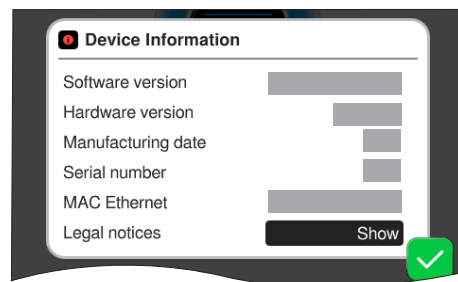 Device Information
Software version
Hardware version
Manufacturing date
Serial number
MAC Ethernet
Legal notices Show